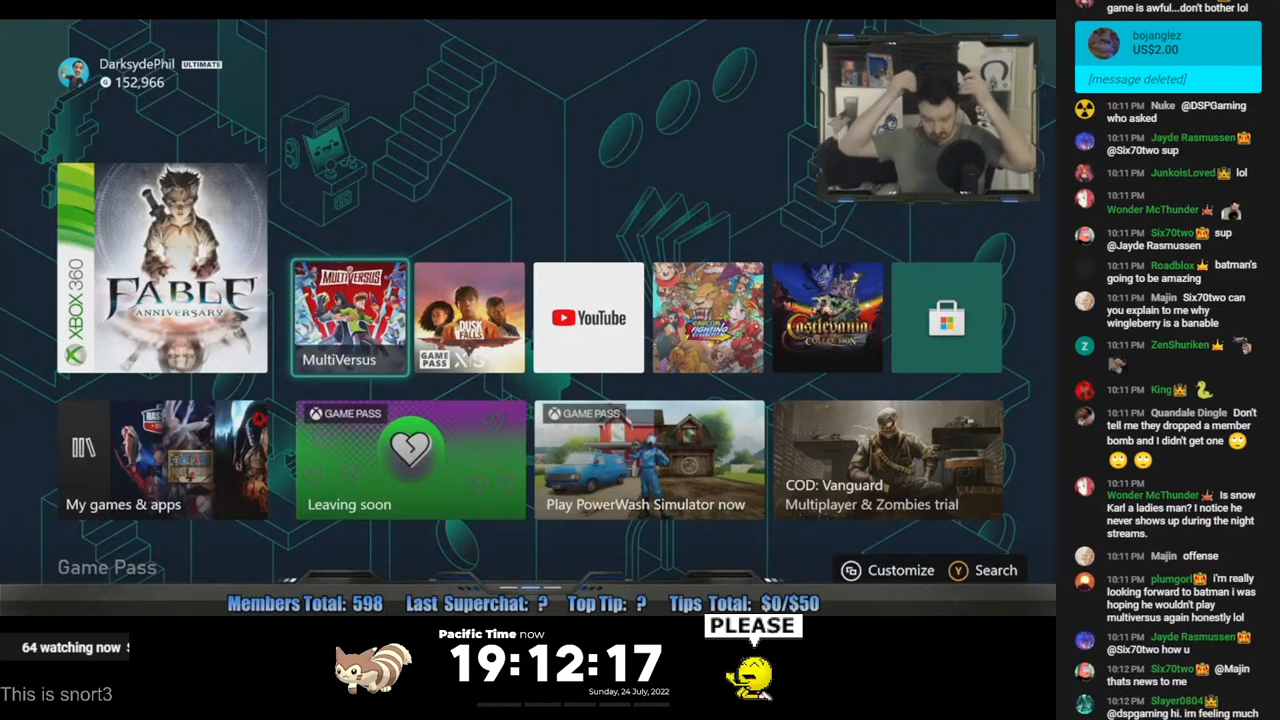 DarksydePhil ULTIMATE
G 152,966
XBOX 360
FABLE
ANNIVERSARY
MULTIVERSUS
MultiVersus
AS DUSK FALLS
GAME PASS X|S
YouTube
CAPCOM
FIGHTING
COLLECTION
Castlevania
COLLECTION
My games & apps
GAME PASS
Leaving soon
GAME PASS
Play PowerWash Simulator now
COD: Vanguard
Multiplayer & Zombies trial
Game Pass
Customize
Y Search
Members Total: 598 Last Superchat: ? Top Tip: ? Tips Total: $0/$50
64 watching now
This is snort3
Pacific Time now
19:12:17
Sunday, 24 July, 2022
PLEASE
game is awful...don't bother lol
bojanglez
US$2.00
[message deleted]
10:11 PM Nuke @DSPGaming
who asked
10:11 PM Jayde Rasmussen
@Six70two sup
10:11 PM JunkoisLoved lol
10:11 PM
Wonder McThunder
10:11 PM Six70two sup
@Jayde Rasmussen
10:11 PM Roadblox batman's
going to be amazing
10:11 PM Majin Six70two can
you explain to me why
wingleberry is a banable
Z 10:11 PM ZenShuriken
10:11 PM King
10:11 PM Quandale Dingle Don't
tell me they dropped a member
bomb and I didn't get one
10:11 PM
Wonder McThunder Is snow
Karl a ladies man? I notice he
never shows up during the night
streams.
10:11 PM Majin offense
10:11 PM plumgorl i'm really
looking forward to batman i was
hoping he wouldn't play
multiversus again honestly lol
10:11 PM Jayde Rasmussen
@Six70two how u
10:12 PM Six70two @Majin
thats news to me
10:12 PM Slayer0804
@dspgaming hi. im feeling much